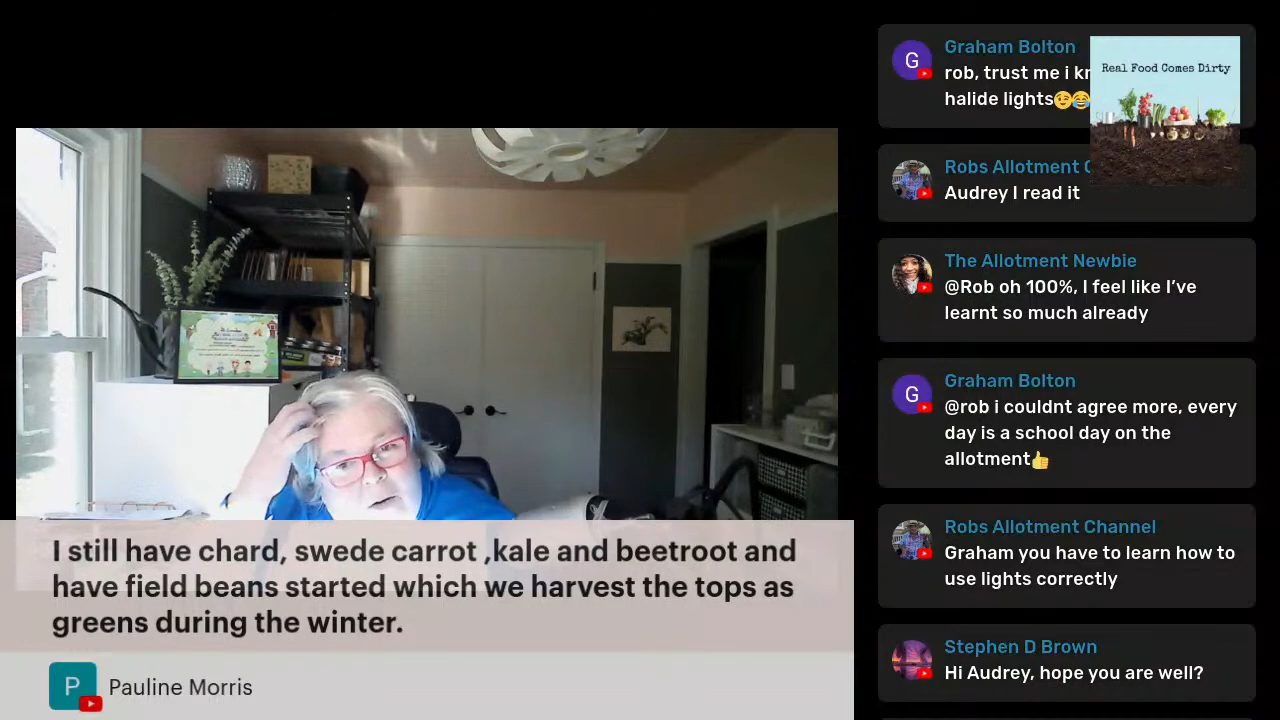 Graham Bolton
rob, trust me i
halide lights😉😂
Real Food Comes Dirty
Robs Allotment
Audrey I read it
The Allotment Newbie
@Rob oh 100%, I feel like I’ve
learnt so much already
Graham Bolton
@rob i couldnt agree more, every
day is a school day on the
allotment👍
Robs Allotment Channel
Graham you have to learn how to
use lights correctly
Stephen D Brown
Hi Audrey, hope you are well?
I still have chard, swede carrot ,kale and beetroot and
have field beans started which we harvest the tops as
greens during the winter.
P
Pauline Morris